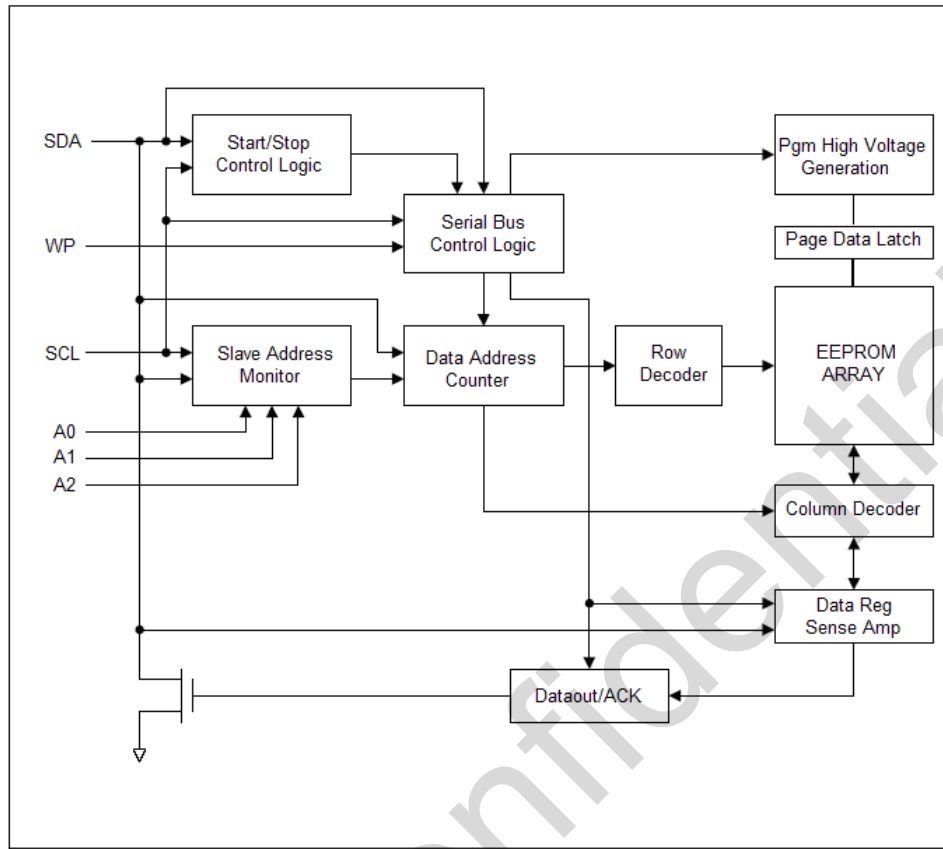 SDA
Start/Stop
Control Logic
Pgm High Voltage
Generation
WP
Serial Bus
Control Logic
Page Data Latch
SCL
Slave Address
Monitor
Data Address
Counter
Row
Decoder
EEPROM
ARRAY
A0
A1
A2
Column Decoder
Data Reg
Sense Amp
Dataout/ACK
onfidential